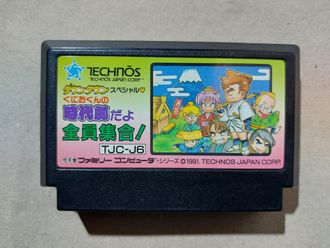 TECHNŌS
TECHNŌS JAPAN CORP.
ダウンタウンスペシャル♡
くにおくんの
時代劇だよ
全員集合!
TJC-J6
ファミリー コンピュータ・シリーズ ©1991, TECHNOS JAPAN CORP.